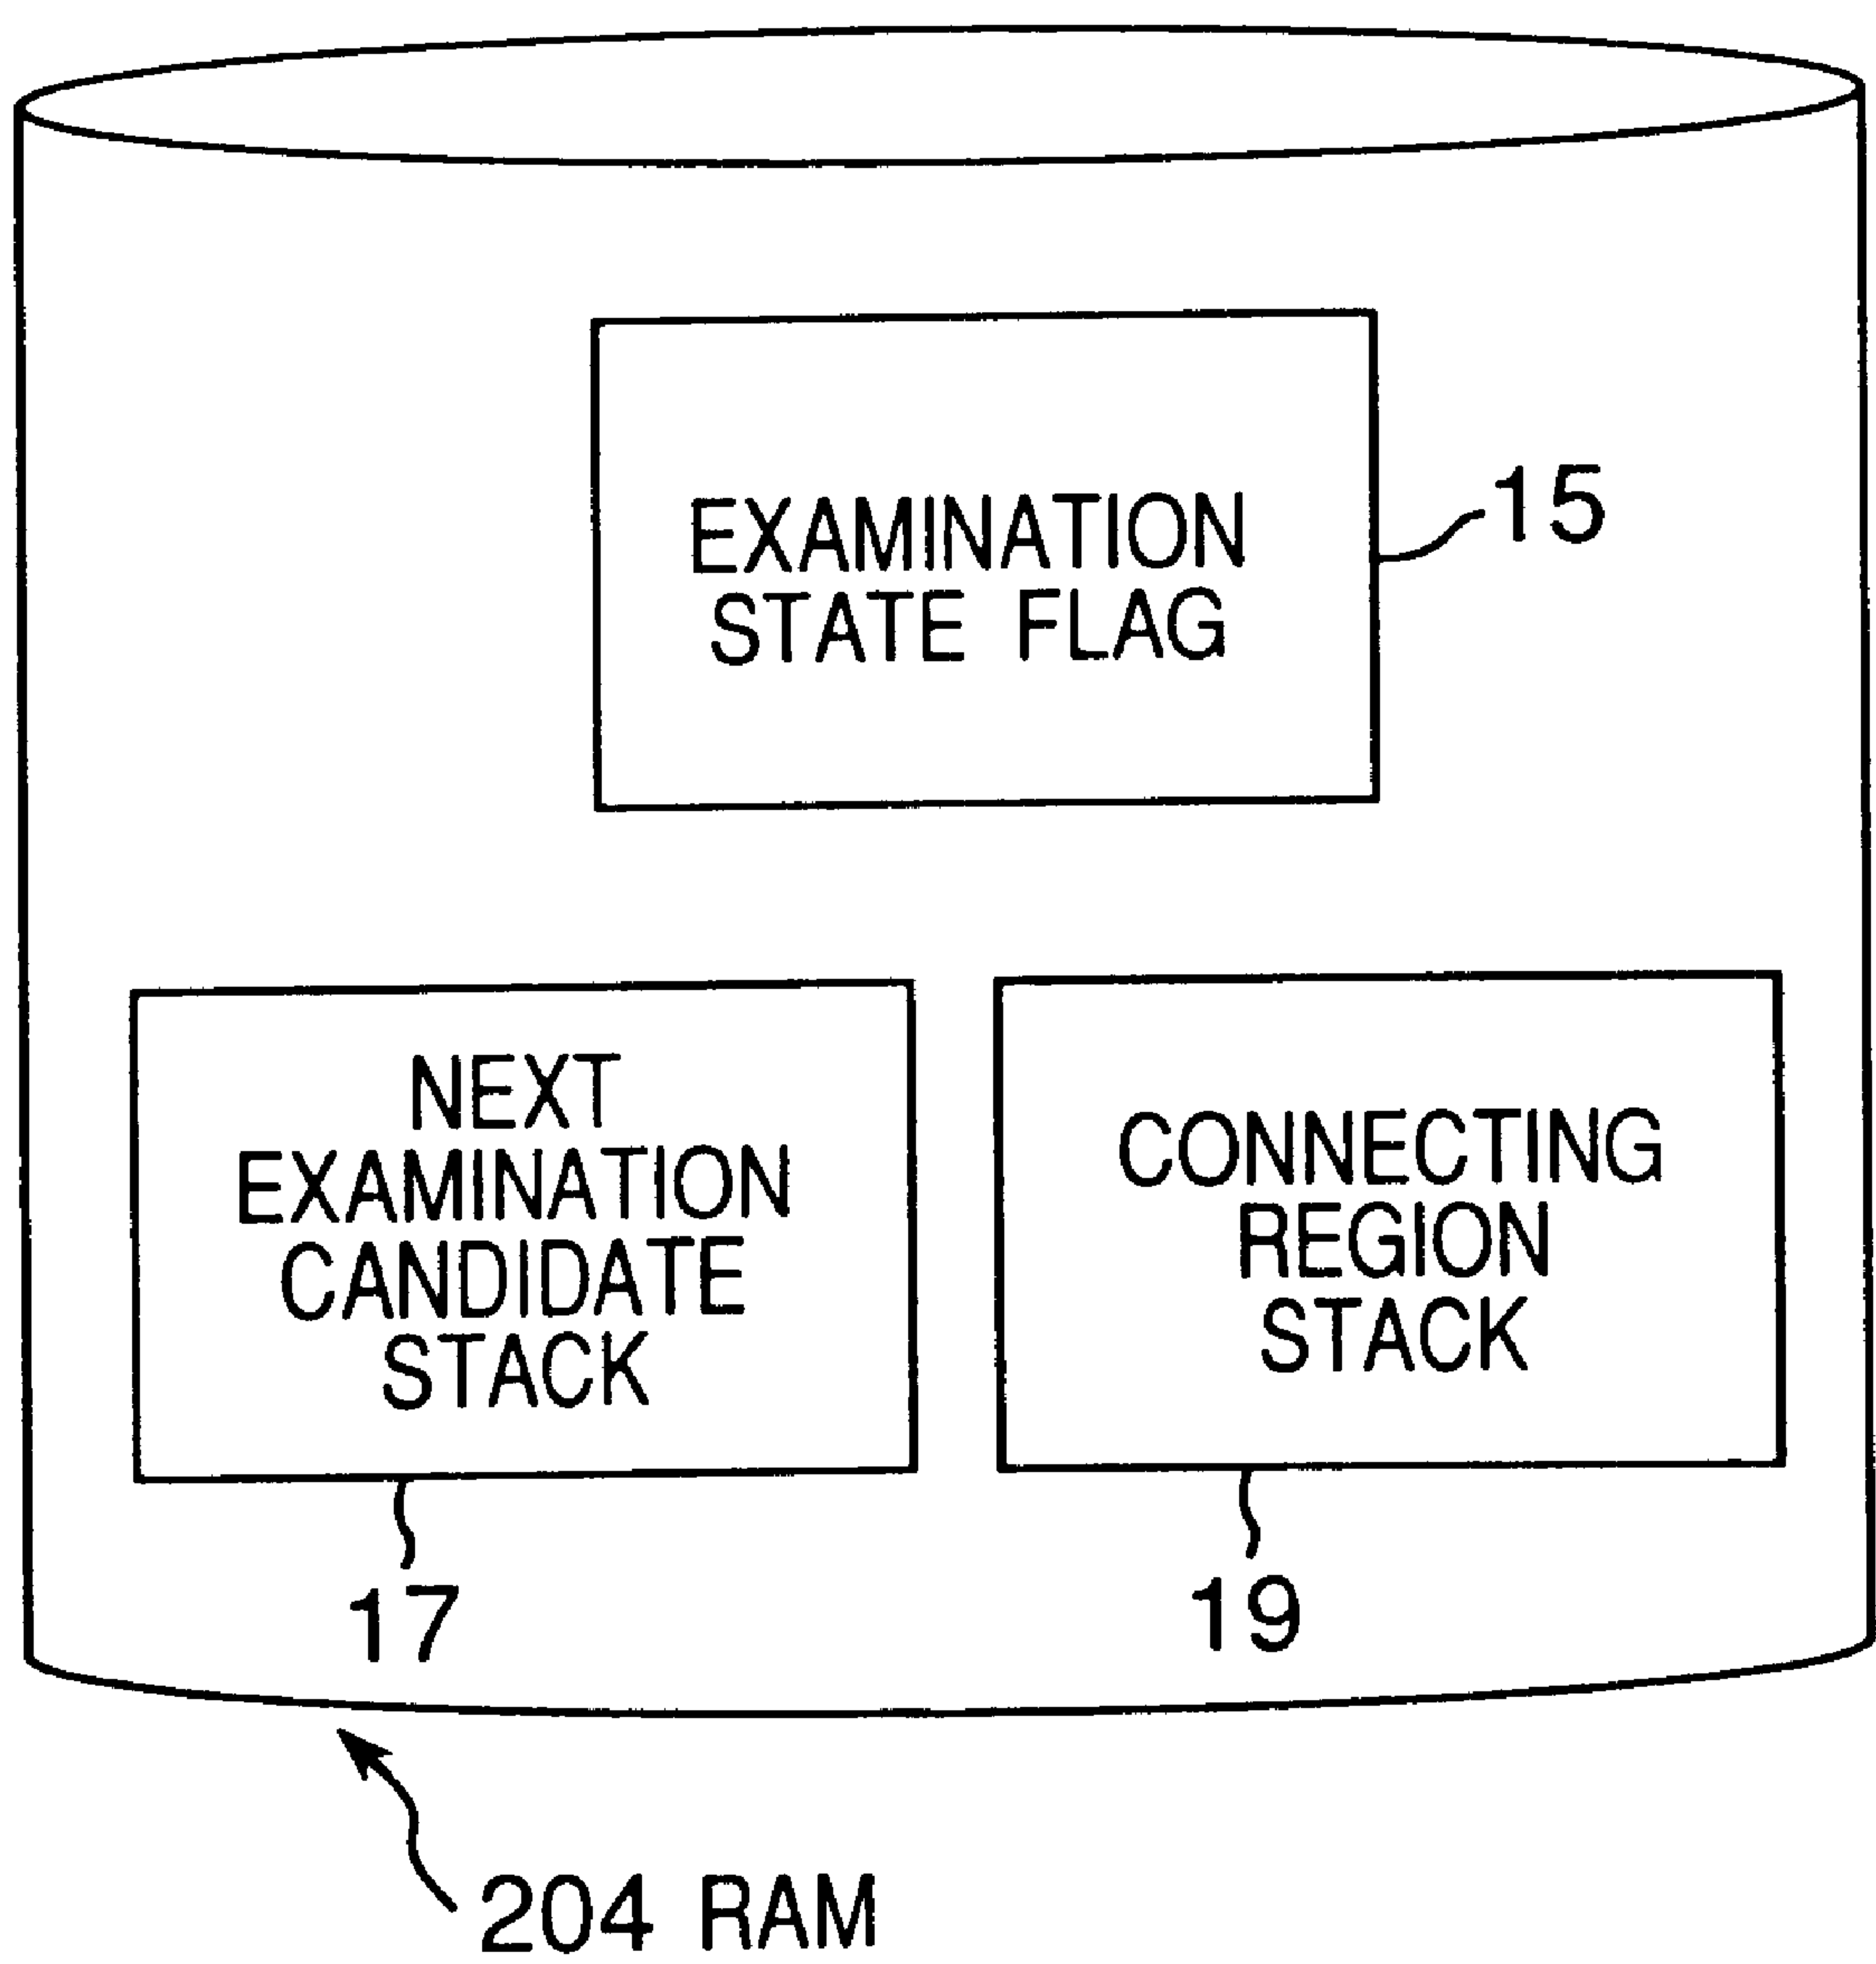 EXAMINATION
STATE FLAG
15
NEXT
EXAMINATION
CANDIDATE
STACK
17
CONNECTING
REGION
STACK
19
204 RAM